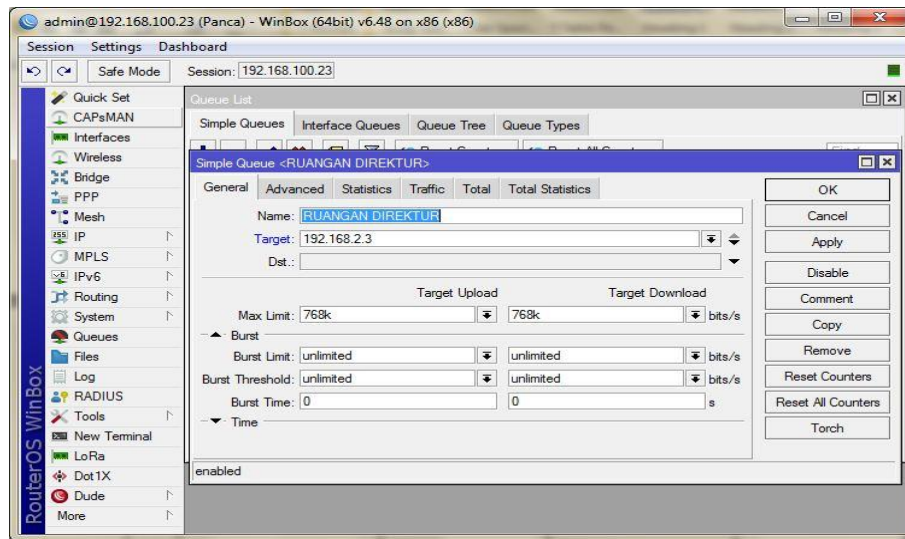 admin@192.168.100.23 (Panca) - WinBox (64bit) v6.48 on x86 (x86)
Session Settings Dashboard
Safe Mode Session: 192.168.100.23
Quick Set
CAPsMAN
Interfaces
Wireless
Bridge
PPP
Mesh
IP
MPLS
IPv6
Routing
System
Queues
Files
Log
RADIUS
Tools
New Terminal
LoRa
Dot1X
Dude
More
RouterOS WinBox
Queue List
Simple Queues Interface Queues Queue Tree Queue Types
Simple Queue <RUANGAN DIREKTUR>
General Advanced Statistics Traffic Total Total Statistics
Name: RUANGAN DIREKTUR
Target: 192.168.2.3
Dst.:
Target Upload Target Download
Max Limit: 768k 768k bits/s
Burst
Burst Limit: unlimited unlimited bits/s
Burst Threshold: unlimited unlimited bits/s
Burst Time: 0 0 s
Time
enabled
OK
Cancel
Apply
Disable
Comment
Copy
Remove
Reset Counters
Reset All Counters
Torch